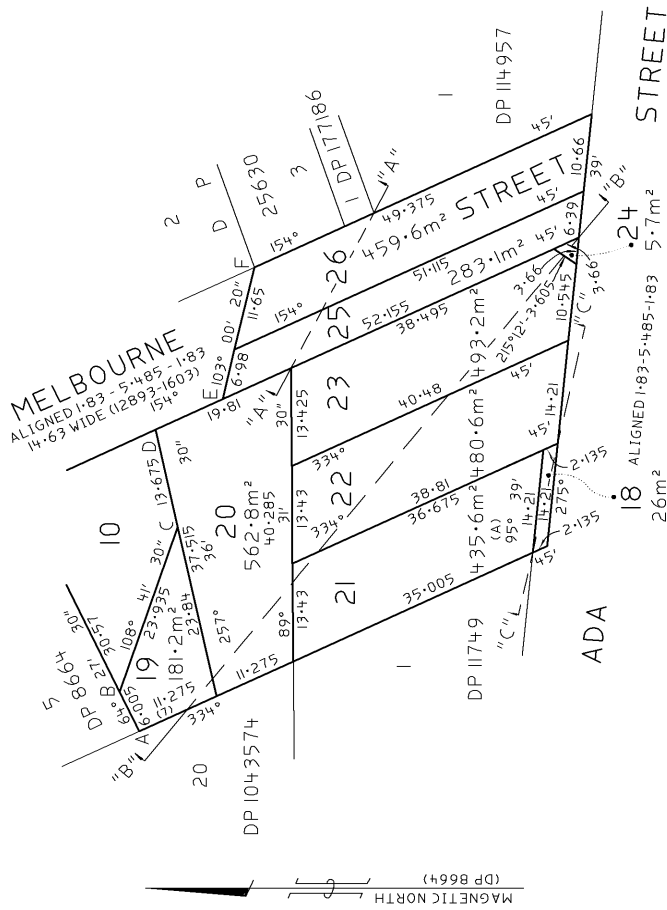 MELBOURNE
ALIGNED 1·83 - 5·485 - 1·83
14·63 WIDE (12893-1603)
154°
2
D P
25630
3
1 DP 177186
1
DP 114957
F
154°
49·375
45'
"A"
STREET
459·6m²
26
E 103° 00' 20"
11·65
6·98
154°
51·115
45'
25
283·1m²
52·155
38·495
45'
19·81
"A"
10
D
13·675
30"
5
DP 8664
30"
64° B 27' 30·57
108° 41' 30" C
23·935
19
181·2m²
23·84
A 6·005
11·275
(7)
37·515
36'
257°
20
562·8m²
40·285
31'
30"
13·425
13·43
89°
13·43
"B"
334°
11·275
20
DP 1043574
23
493·2m²
40·48
45'
334°
22
480·6m²
38·81
36·675
45'
334°
21
435·6m²
(A)
95° 39'
14·21
35·005
1
DP 11749
3·66
215°12'-3·605
10·545
3·66
6·39
10·66
39'
"B"
"C"
14·21
14·21
275°
2·135
2·135
45'
"C"
·24
5·7m²
18
26m²
ALIGNED 1·83-5·485-1·83
ADA
STREET
MAGNETIC NORTH
(DP 8664)